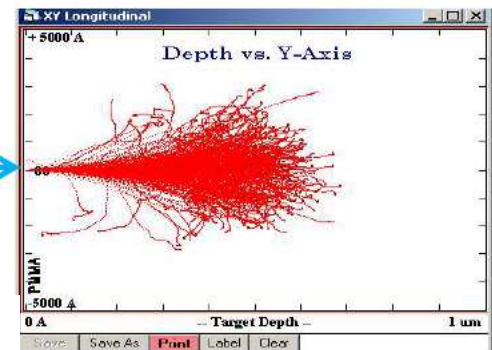 XY Longitudinal
+5000 A
Depth vs. Y-Axis
PMMA
-5000 A
0 A
-- Target Depth --
1 um
Save
Save As
Print
Label
Clear